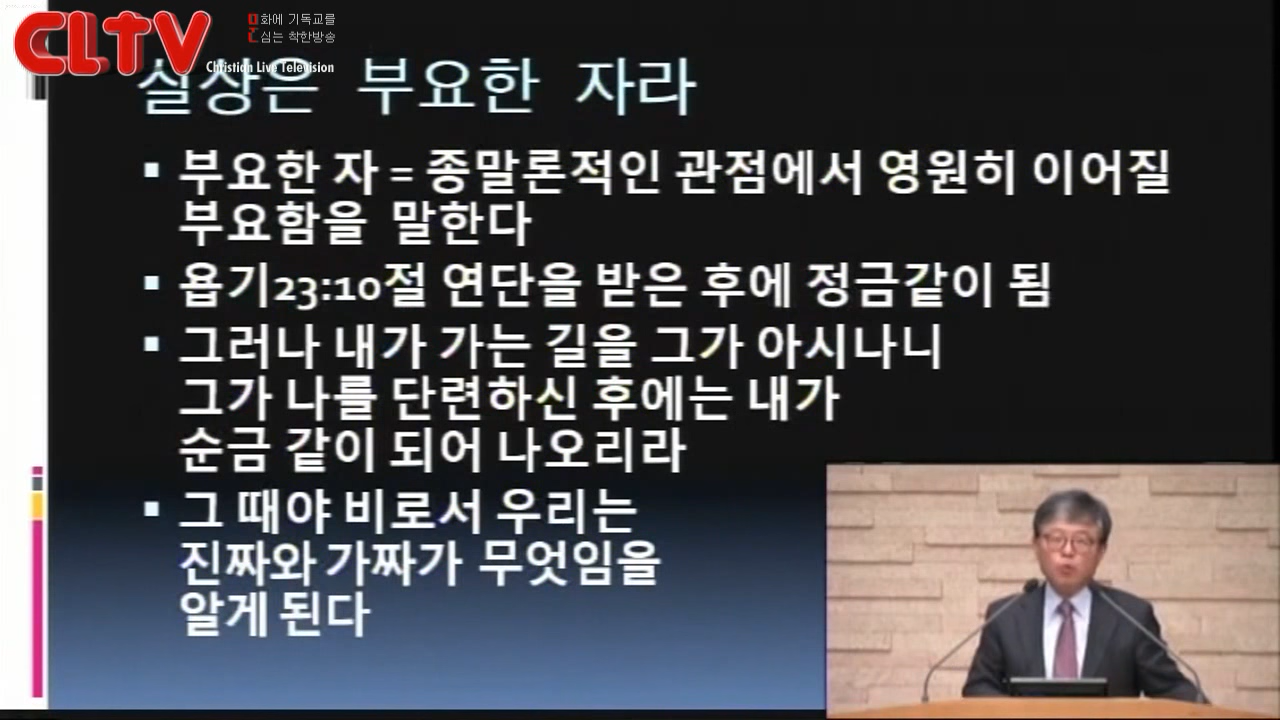 CLTV
문화에 기독교를
심는 착한방송
Christian Live Television
실상은 부요한 자라
▪ 부요한 자 = 종말론적인 관점에서 영원히 이어질
부요함을 말한다
▪ 욥기23:10절 연단을 받은 후에 정금같이 됨
▪ 그러나 내가 가는 길을 그가 아시나니
그가 나를 단련하신 후에는 내가
순금 같이 되어 나오리라
▪ 그 때야 비로서 우리는
진짜와 가짜가 무엇임을
알게 된다